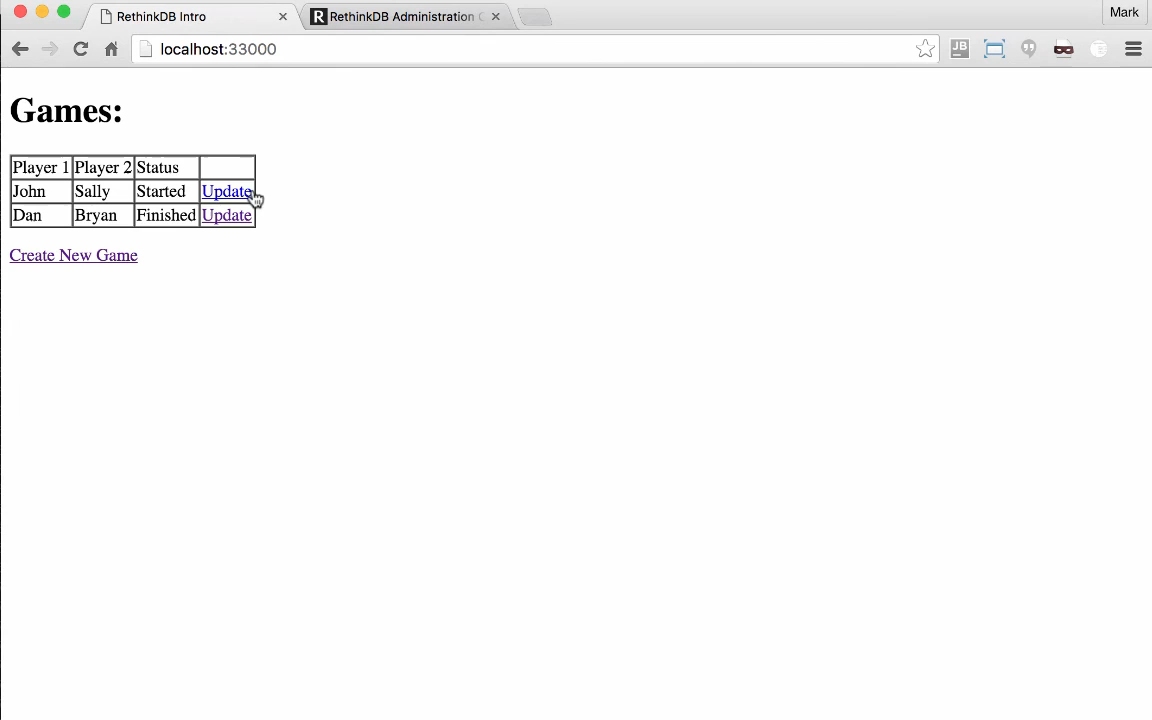 RethinkDB Intro
RethinkDB Administration
Mark
localhost:33000
JB
Games:
Player 1 Player 2 Status
John Sally Started Update
Dan Bryan Finished Update
Create New Game